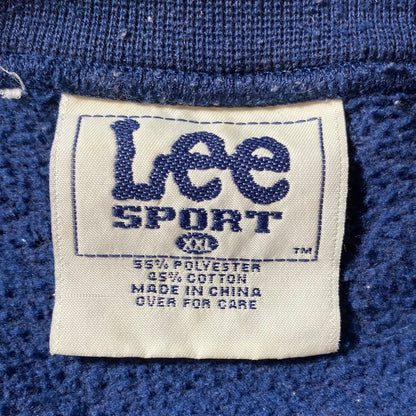 Lee
SPORT
XXL
TM
55% POLYESTER
45% COTTON
MADE IN CHINA
OVER FOR CARE